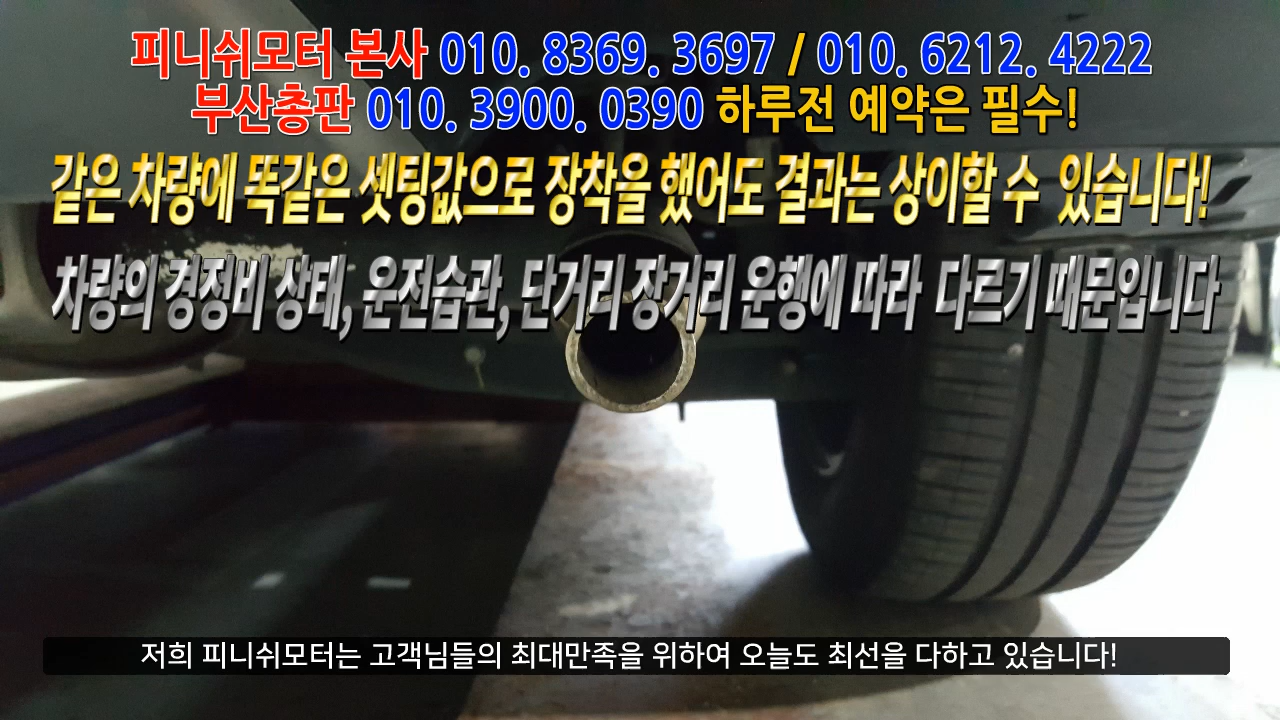 피니쉬모터 본사 010. 8369. 3697 / 010. 6212. 4222
부산총판 010. 3900. 0390 하루전 예약은 필수!
같은 차량에 똑같은 셋팅값으로 장착을 했어도 결과는 상이할 수 있습니다!
차량의 경정비 상태, 운전습관, 단거리 장거리 운행에 따라 다르기 때문입니다
저희 피니쉬모터는 고객님들의 최대만족을 위하여 오늘도 최선을 다하고 있습니다!